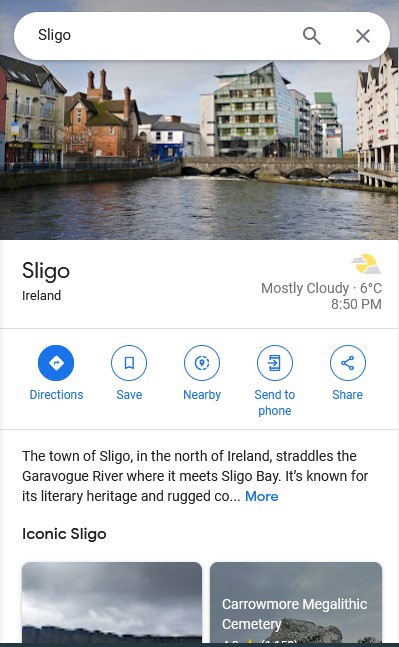 Sligo
Sligo
Ireland
Mostly Cloudy · 6°C
8:50 PM
Directions
Save
Nearby
Send to
phone
Share
The town of Sligo, in the north of Ireland, straddles the
Garavogue River where it meets Sligo Bay. It’s known for
its literary heritage and rugged co... More
Iconic Sligo
Carrowmore Megalithic
Cemetery